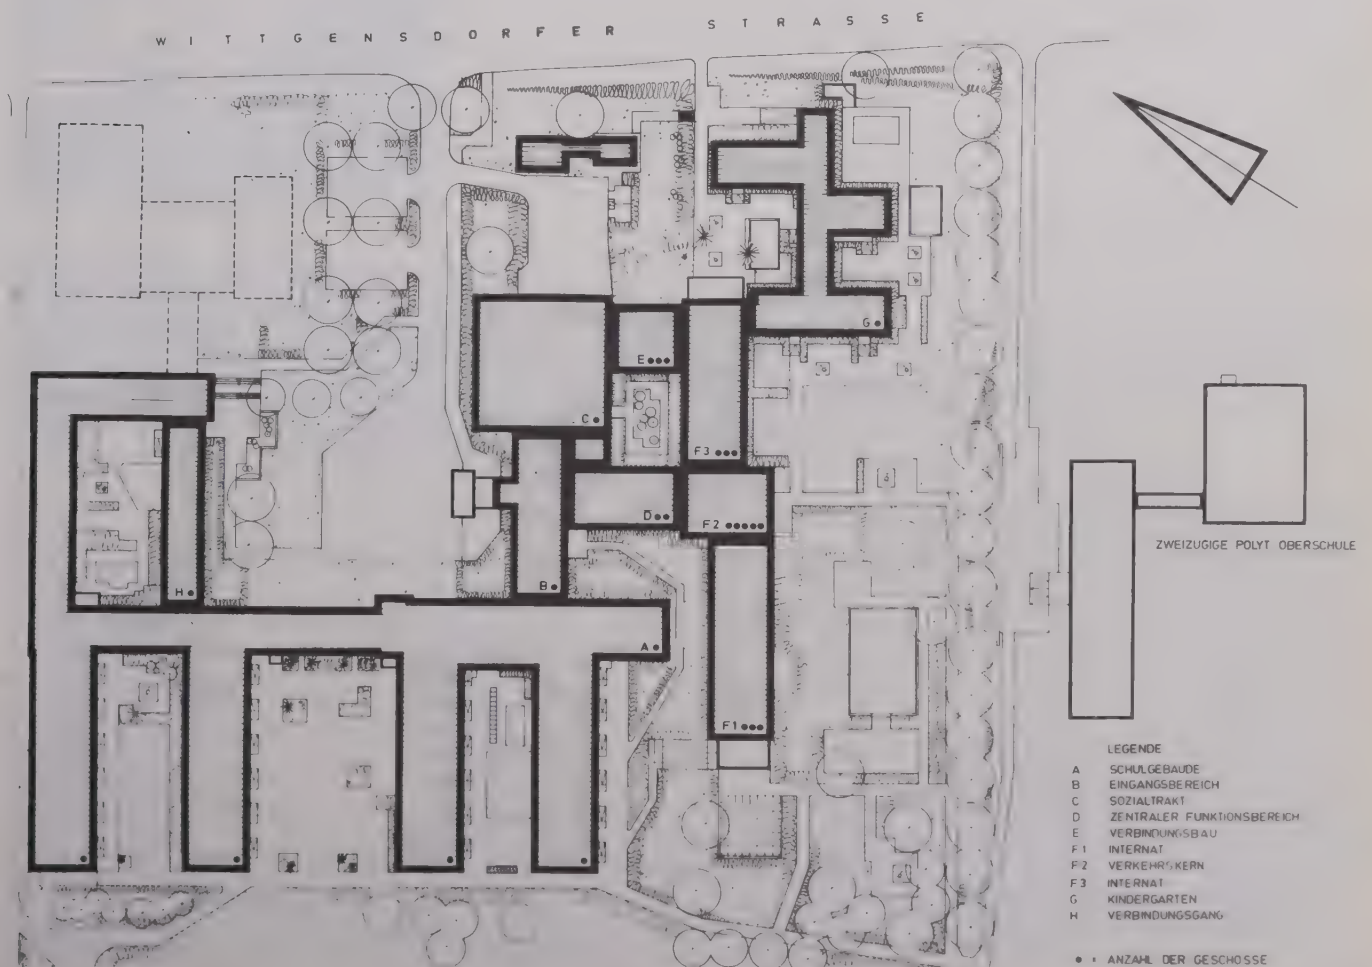 WITTGENSDORFER STRASSE
G ●
E ●●●
C ●
F3 ●●●
D ●●
F2 ●●●●●
ZWEIZUGIGE POLYT OBERSCHULE
B ●
H ●
A ●
F1 ●●●
LEGENDE
A SCHULGEBAUDE
B EINGANGSBEREICH
C SOZIALTRAKT
D ZENTRALER FUNKTIONSBEREICH
E VERBINDUNGSBAU
F1 INTERNAT
F2 VERKEHRSKERN
F3 INTERNAT
G KINDERGARTEN
H VERBINDUNGSGANG
● • ANZAHL DER GESCHOSSE